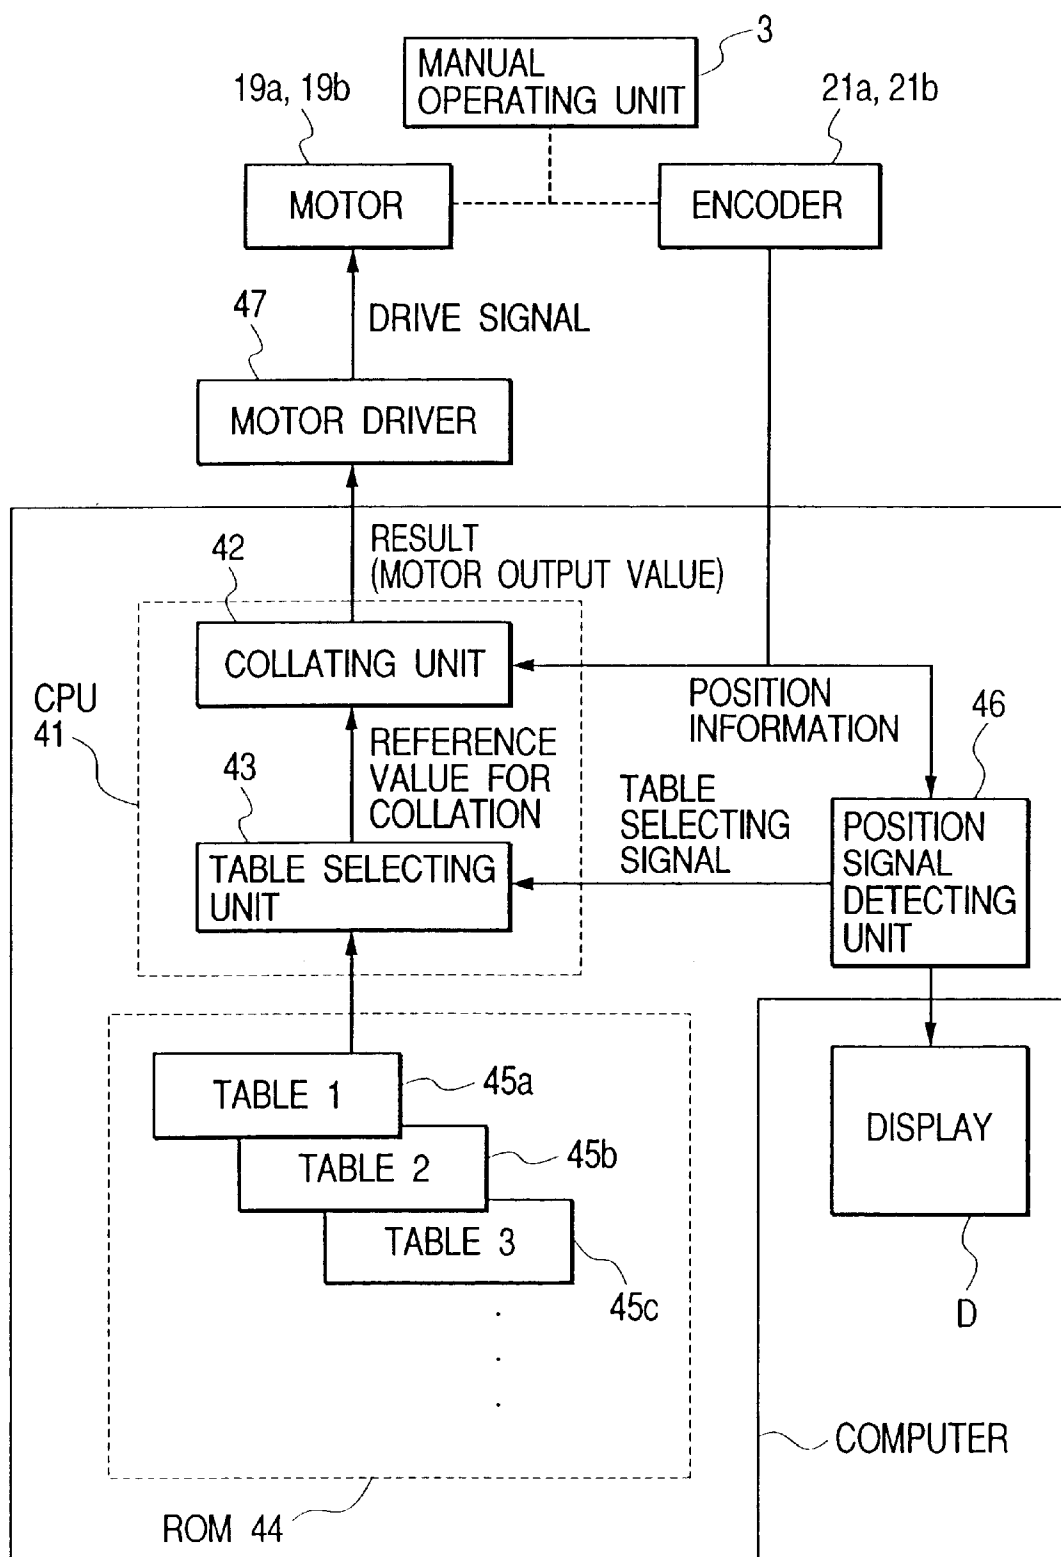 3
MANUAL
OPERATING UNIT
19a, 19b
21a, 21b
MOTOR
ENCODER
47
DRIVE SIGNAL
MOTOR DRIVER
RESULT
(MOTOR OUTPUT VALUE)
42
COLLATING UNIT
CPU
41
POSITION
INFORMATION
46
REFERENCE
VALUE FOR
COLLATION
43
TABLE
SELECTING
SIGNAL
TABLE SELECTING
UNIT
POSITION
SIGNAL
DETECTING
UNIT
TABLE 1
45a
TABLE 2
45b
TABLE 3
45c
DISPLAY
D
COMPUTER
ROM 44